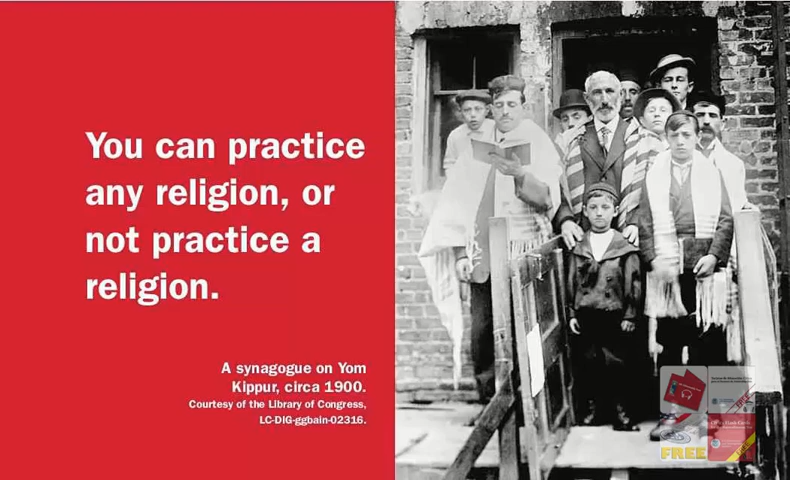 You can practice
any religion, or
not practice a
religion.
A synagogue on Yom
Kippur, circa 1900.
Courtesy of the Library of Congress,
LC-DIG-ggbain-02316.
FREE